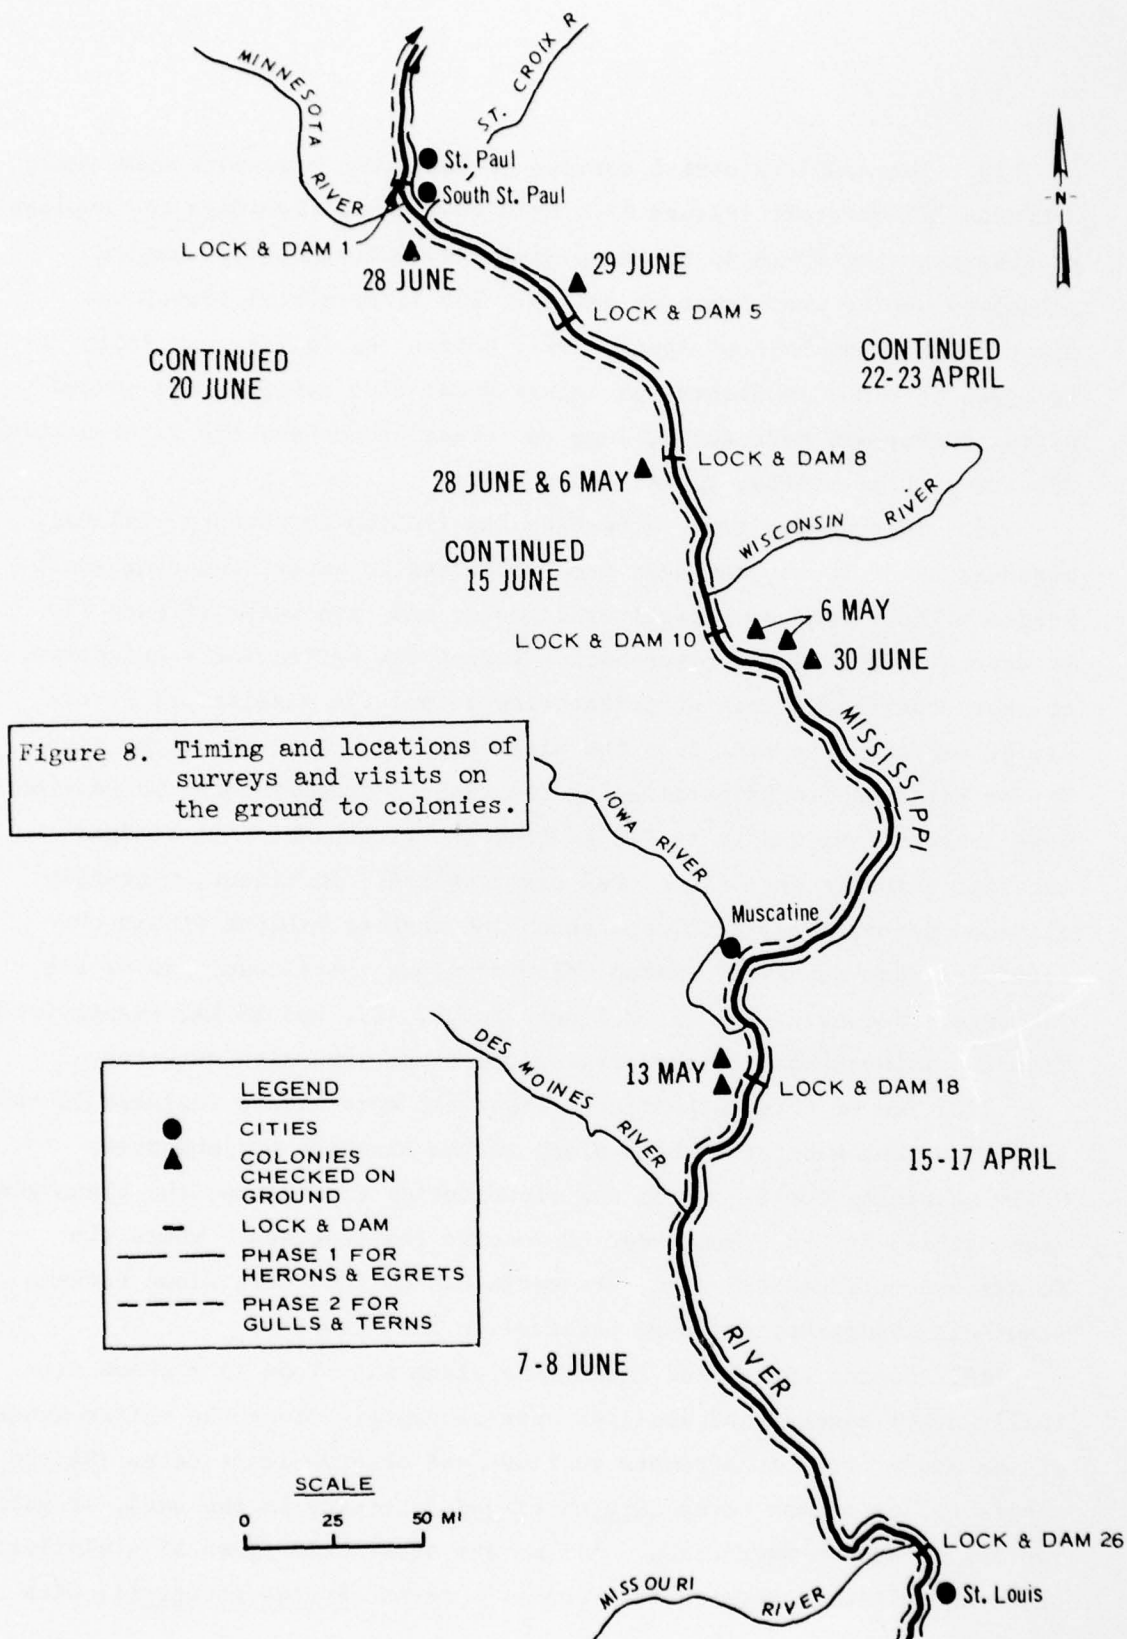 MINNESOTA RIVER
ST. CROIX R
St. Paul
South St. Paul
N
LOCK & DAM 1
28 JUNE
29 JUNE
LOCK & DAM 5
CONTINUED
20 JUNE
CONTINUED
22-23 APRIL
LOCK & DAM 8
28 JUNE & 6 MAY
WISCONSIN RIVER
CONTINUED
15 JUNE
6 MAY
LOCK & DAM 10
30 JUNE
MISSISSIPPI
Figure 8. Timing and locations of
surveys and visits on
the ground to colonies.
IOWA RIVER
Muscatine
DES MOINES RIVER
13 MAY
LOCK & DAM 18
LEGEND
CITIES
COLONIES
CHECKED ON
GROUND
LOCK & DAM
PHASE 1 FOR
HERONS & EGRETS
PHASE 2 FOR
GULLS & TERNS
15-17 APRIL
7-8 JUNE
RIVER
SCALE
0 25 50 MI
LOCK & DAM 26
MISSOURI RIVER
St. Louis